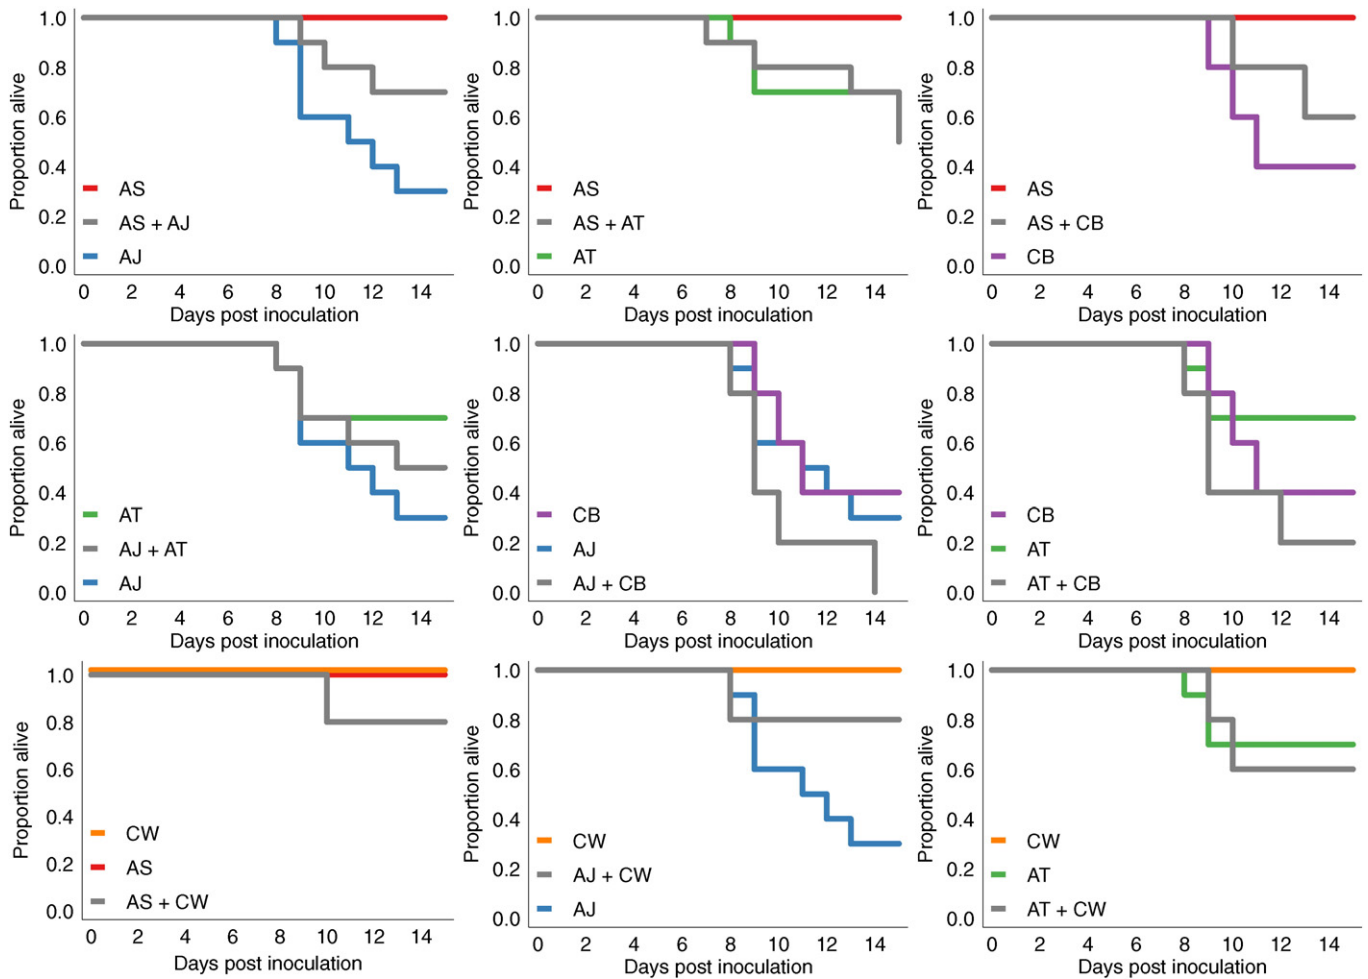 1.0
0.8
0.6
0.4
0.2
0.0
Proportion alive
AS
AS + AJ
AJ
0 2 4 6 8 10 12 14
Days post inoculation
1.0
0.8
0.6
0.4
0.2
0.0
Proportion alive
AS
AS + AT
AT
0 2 4 6 8 10 12 14
Days post inoculation
1.0
0.8
0.6
0.4
0.2
0.0
Proportion alive
AS
AS + CB
CB
0 2 4 6 8 10 12 14
Days post inoculation
1.0
0.8
0.6
0.4
0.2
0.0
Proportion alive
AT
AJ + AT
AJ
0 2 4 6 8 10 12 14
Days post inoculation
1.0
0.8
0.6
0.4
0.2
0.0
Proportion alive
CB
AJ
AJ + CB
0 2 4 6 8 10 12 14
Days post inoculation
1.0
0.8
0.6
0.4
0.2
0.0
Proportion alive
CB
AT
AT + CB
0 2 4 6 8 10 12 14
Days post inoculation
1.0
0.8
0.6
0.4
0.2
0.0
Proportion alive
CW
AS
AS + CW
0 2 4 6 8 10 12 14
Days post inoculation
1.0
0.8
0.6
0.4
0.2
0.0
Proportion alive
CW
AJ + CW
AJ
0 2 4 6 8 10 12 14
Days post inoculation
1.0
0.8
0.6
0.4
0.2
0.0
Proportion alive
CW
AT
AT + CW
0 2 4 6 8 10 12 14
Days post inoculation